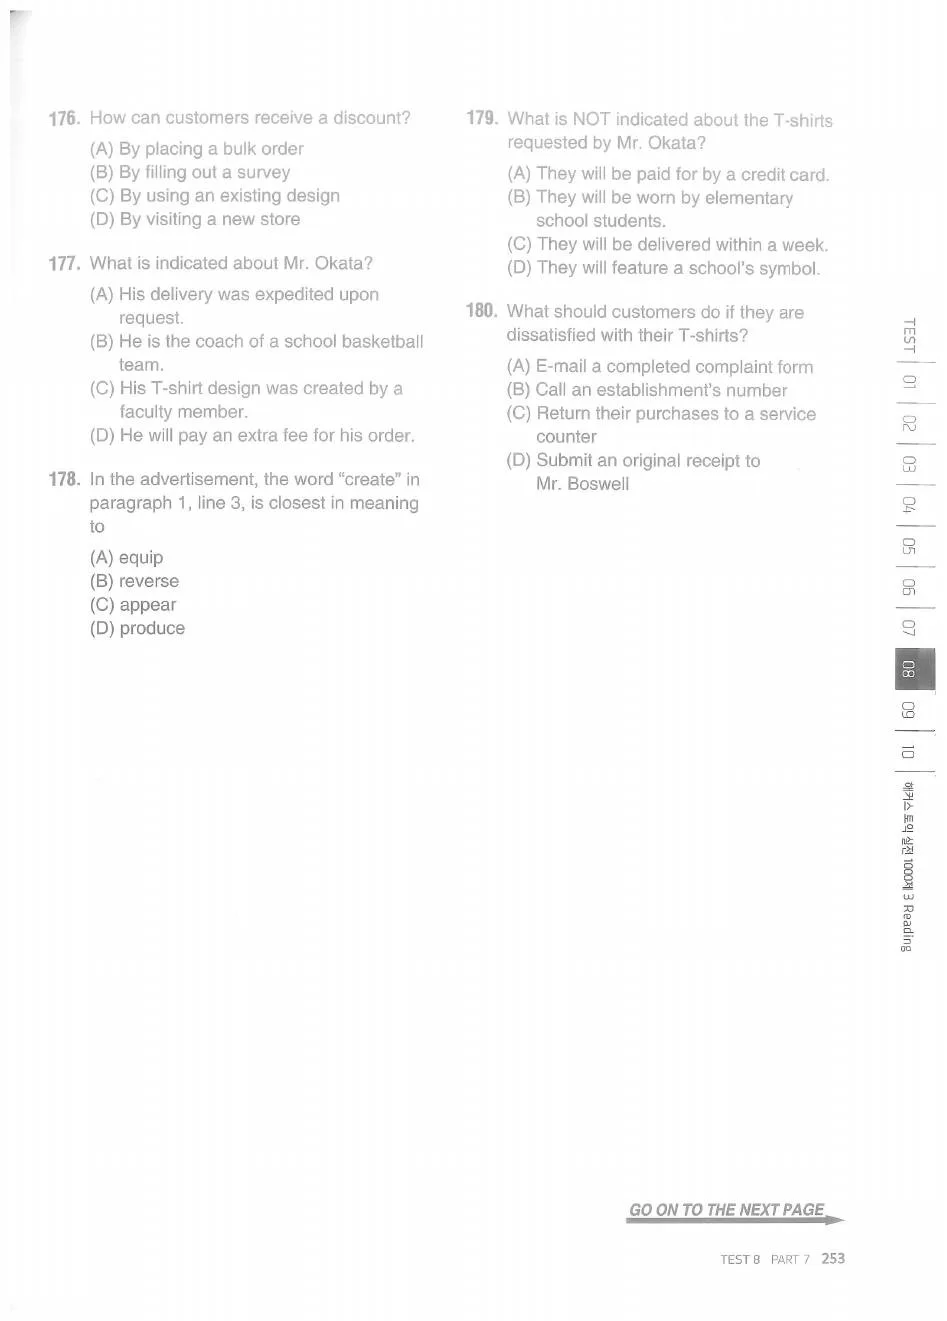 176. How can customers receive a discount?
(A) By placing a bulk order
(B) By filling out a survey
(C) By using an existing design
(D) By visiting a new store
177. What is indicated about Mr. Okata?
(A) His delivery was expedited upon
request.
(B) He is the coach of a school basketball
team.
(C) His T-shirt design was created by a
faculty member.
(D) He will pay an extra fee for his order.
178. In the advertisement, the word “create” in
paragraph 1, line 3, is closest in meaning
to
(A) equip
(B) reverse
(C) appear
(D) produce
179. What is NOT indicated about the T-shirts
requested by Mr. Okata?
(A) They will be paid for by a credit card.
(B) They will be worn by elementary
school students.
(C) They will be delivered within a week.
(D) They will feature a school's symbol.
180. What should customers do if they are
dissatisfied with their T-shirts?
(A) E-mail a completed complaint form
(B) Call an establishment's number
(C) Return their purchases to a service
counter
(D) Submit an original receipt to
Mr. Boswell
TEST
01
02
03
04
05
06
07
08
09
10
해커스 토익 실전 1000제 3 Reading
GO ON TO THE NEXT PAGE
TEST 8 PART 7 253